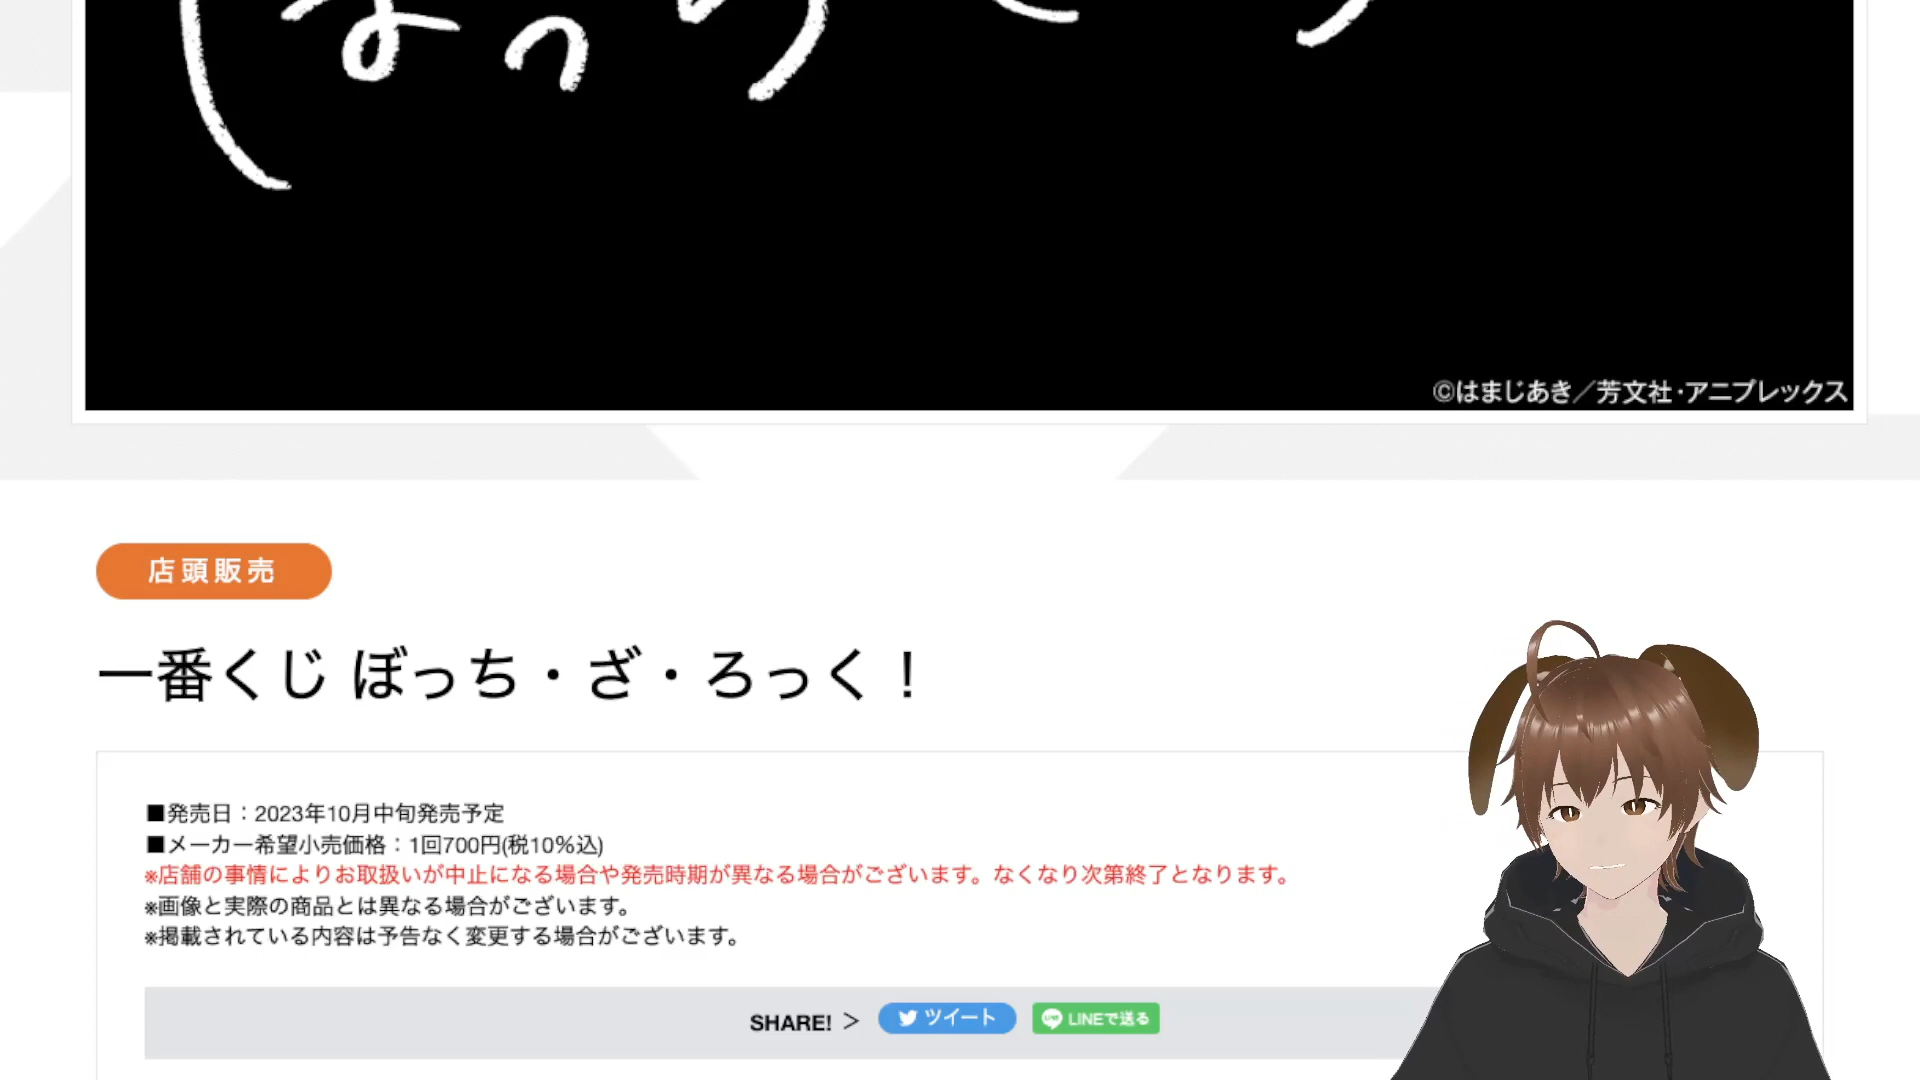 ©はまじあき／芳文社・アニプレックス
店頭販売
一番くじ ぼっち・ざ・ろっく！
■発売日：2023年10月中旬発売予定
■メーカー希望小売価格：1回700円(税10％込)
※店舗の事情によりお取扱いが中止になる場合や発売時期が異なる場合がございます。なくなり次第終了となります。
※画像と実際の商品とは異なる場合がございます。
※掲載されている内容は予告なく変更する場合がございます。
SHARE! ＞ ツイート LINEで送る